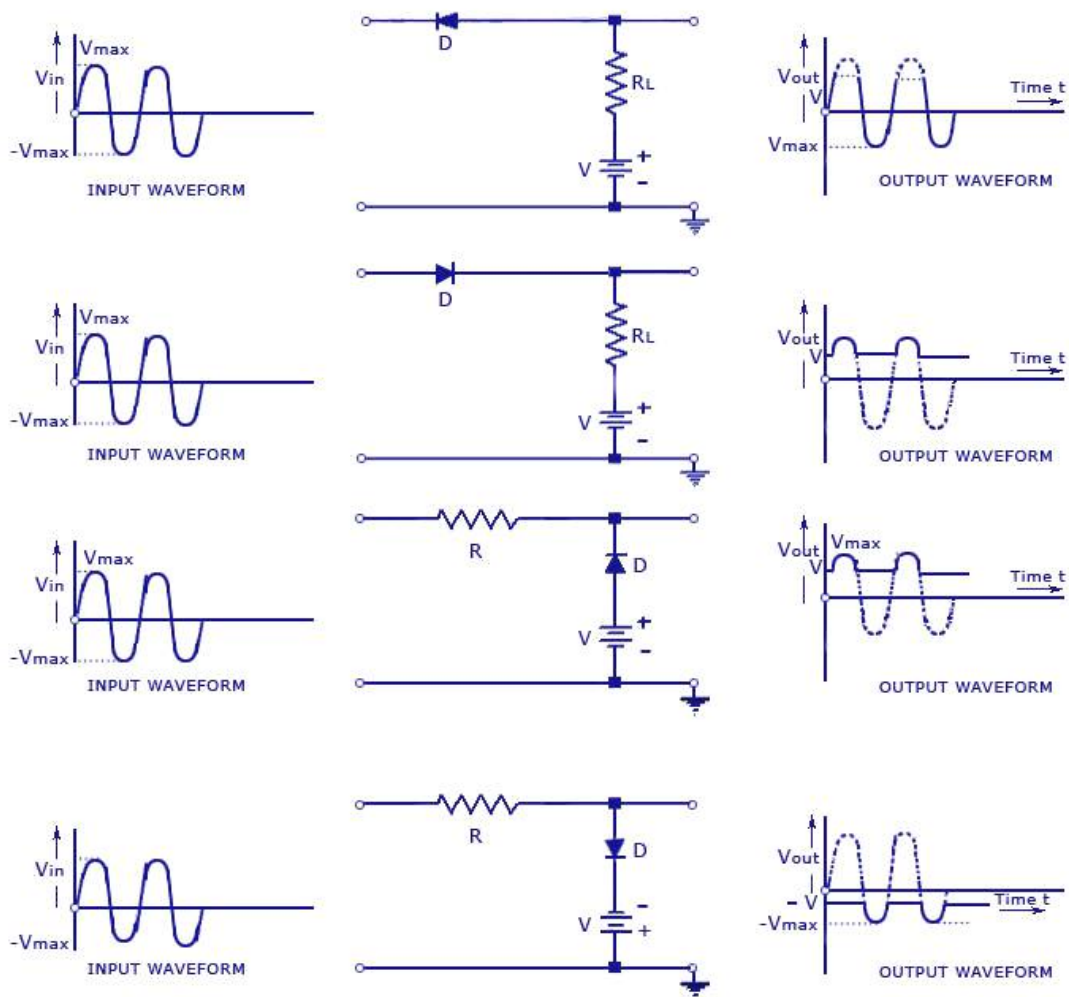 Vmax
Vin
-Vmax
INPUT WAVEFORM
D
RL
V
+
-
Vout
V
Time t
Vmax
OUTPUT WAVEFORM
Vmax
Vin
-Vmax
INPUT WAVEFORM
D
RL
V
+
-
Vout
V
Time t
OUTPUT WAVEFORM
Vmax
Vin
-Vmax
INPUT WAVEFORM
R
D
V
+
-
Vmax
Vout
V
Time t
OUTPUT WAVEFORM
Vin
-Vmax
INPUT WAVEFORM
R
D
V
-
+
Vout
- V
Time t
-Vmax
OUTPUT WAVEFORM